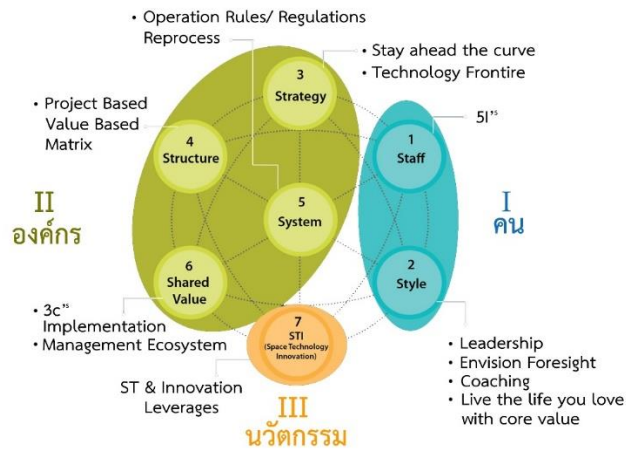 • Operation Rules/ Regulations
Reprocess
• Stay ahead the curve
• Technology Frontire
3
Strategy
• Project Based
Value Based
Matrix
5I'ˢ
4
Structure
1
Staff
II
องค์กร
5
System
I
คน
6
Shared
Value
2
Style
• 3c'ˢ
Implementation
• Management Ecosystem
7
STI
(Space Technology
Innovation)
• Leadership
• Envision Foresight
• Coaching
• Live the life you love
with core value
ST & Innovation
Leverages
III
นวัตกรรม